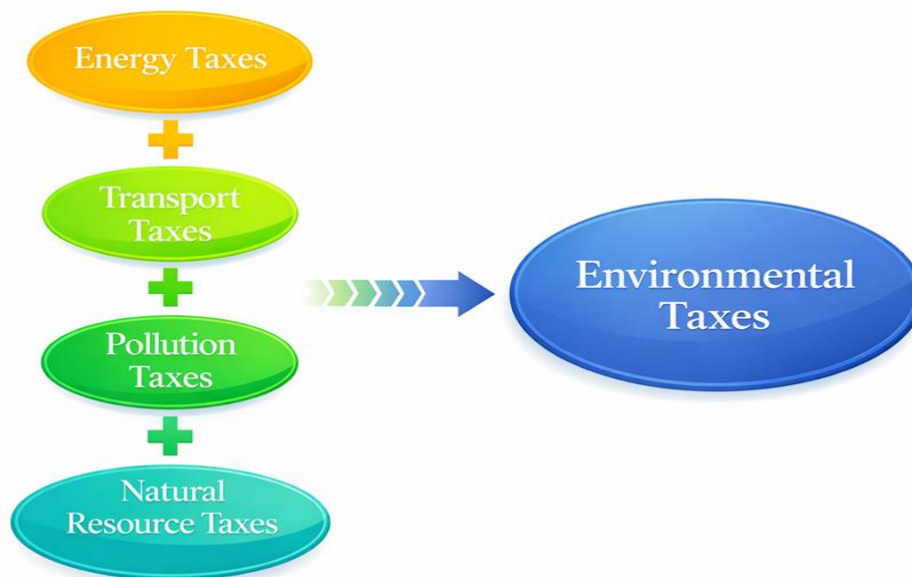 Energy Taxes
Transport
Taxes
Pollution
Taxes
Natural
Resource Taxes
Environmental
Taxes